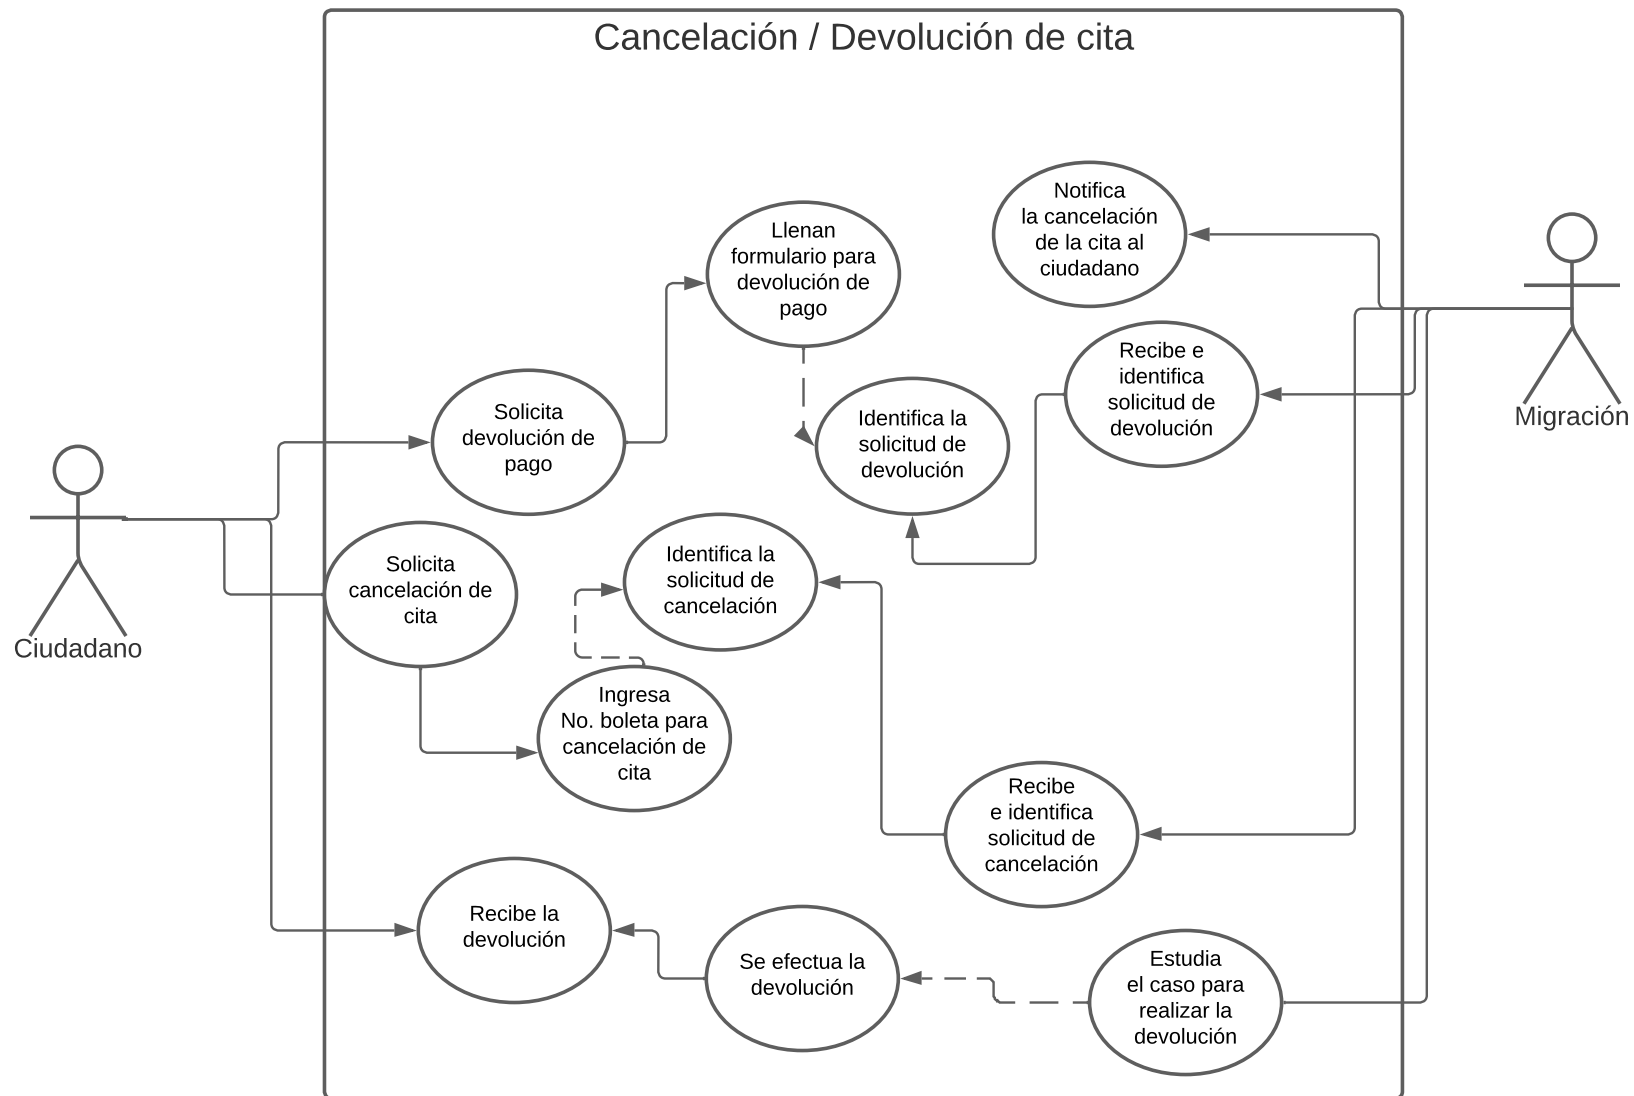 Cancelación / Devolución de cita
Notifica
la cancelación
de la cita al
ciudadano
Llenan
formulario para
devolución de
pago
Recibe e
identifica
solicitud de
devolución
Migración
Solicita
devolución de
pago
Identifica la
solicitud de
devolución
Ciudadano
Solicita
cancelación de
cita
Identifica la
solicitud de
cancelación
Ingresa
No. boleta para
cancelación de
cita
Recibe
e identifica
solicitud de
cancelación
Recibe la
devolución
Se efectua la
devolución
Estudia
el caso para
realizar la
devolución